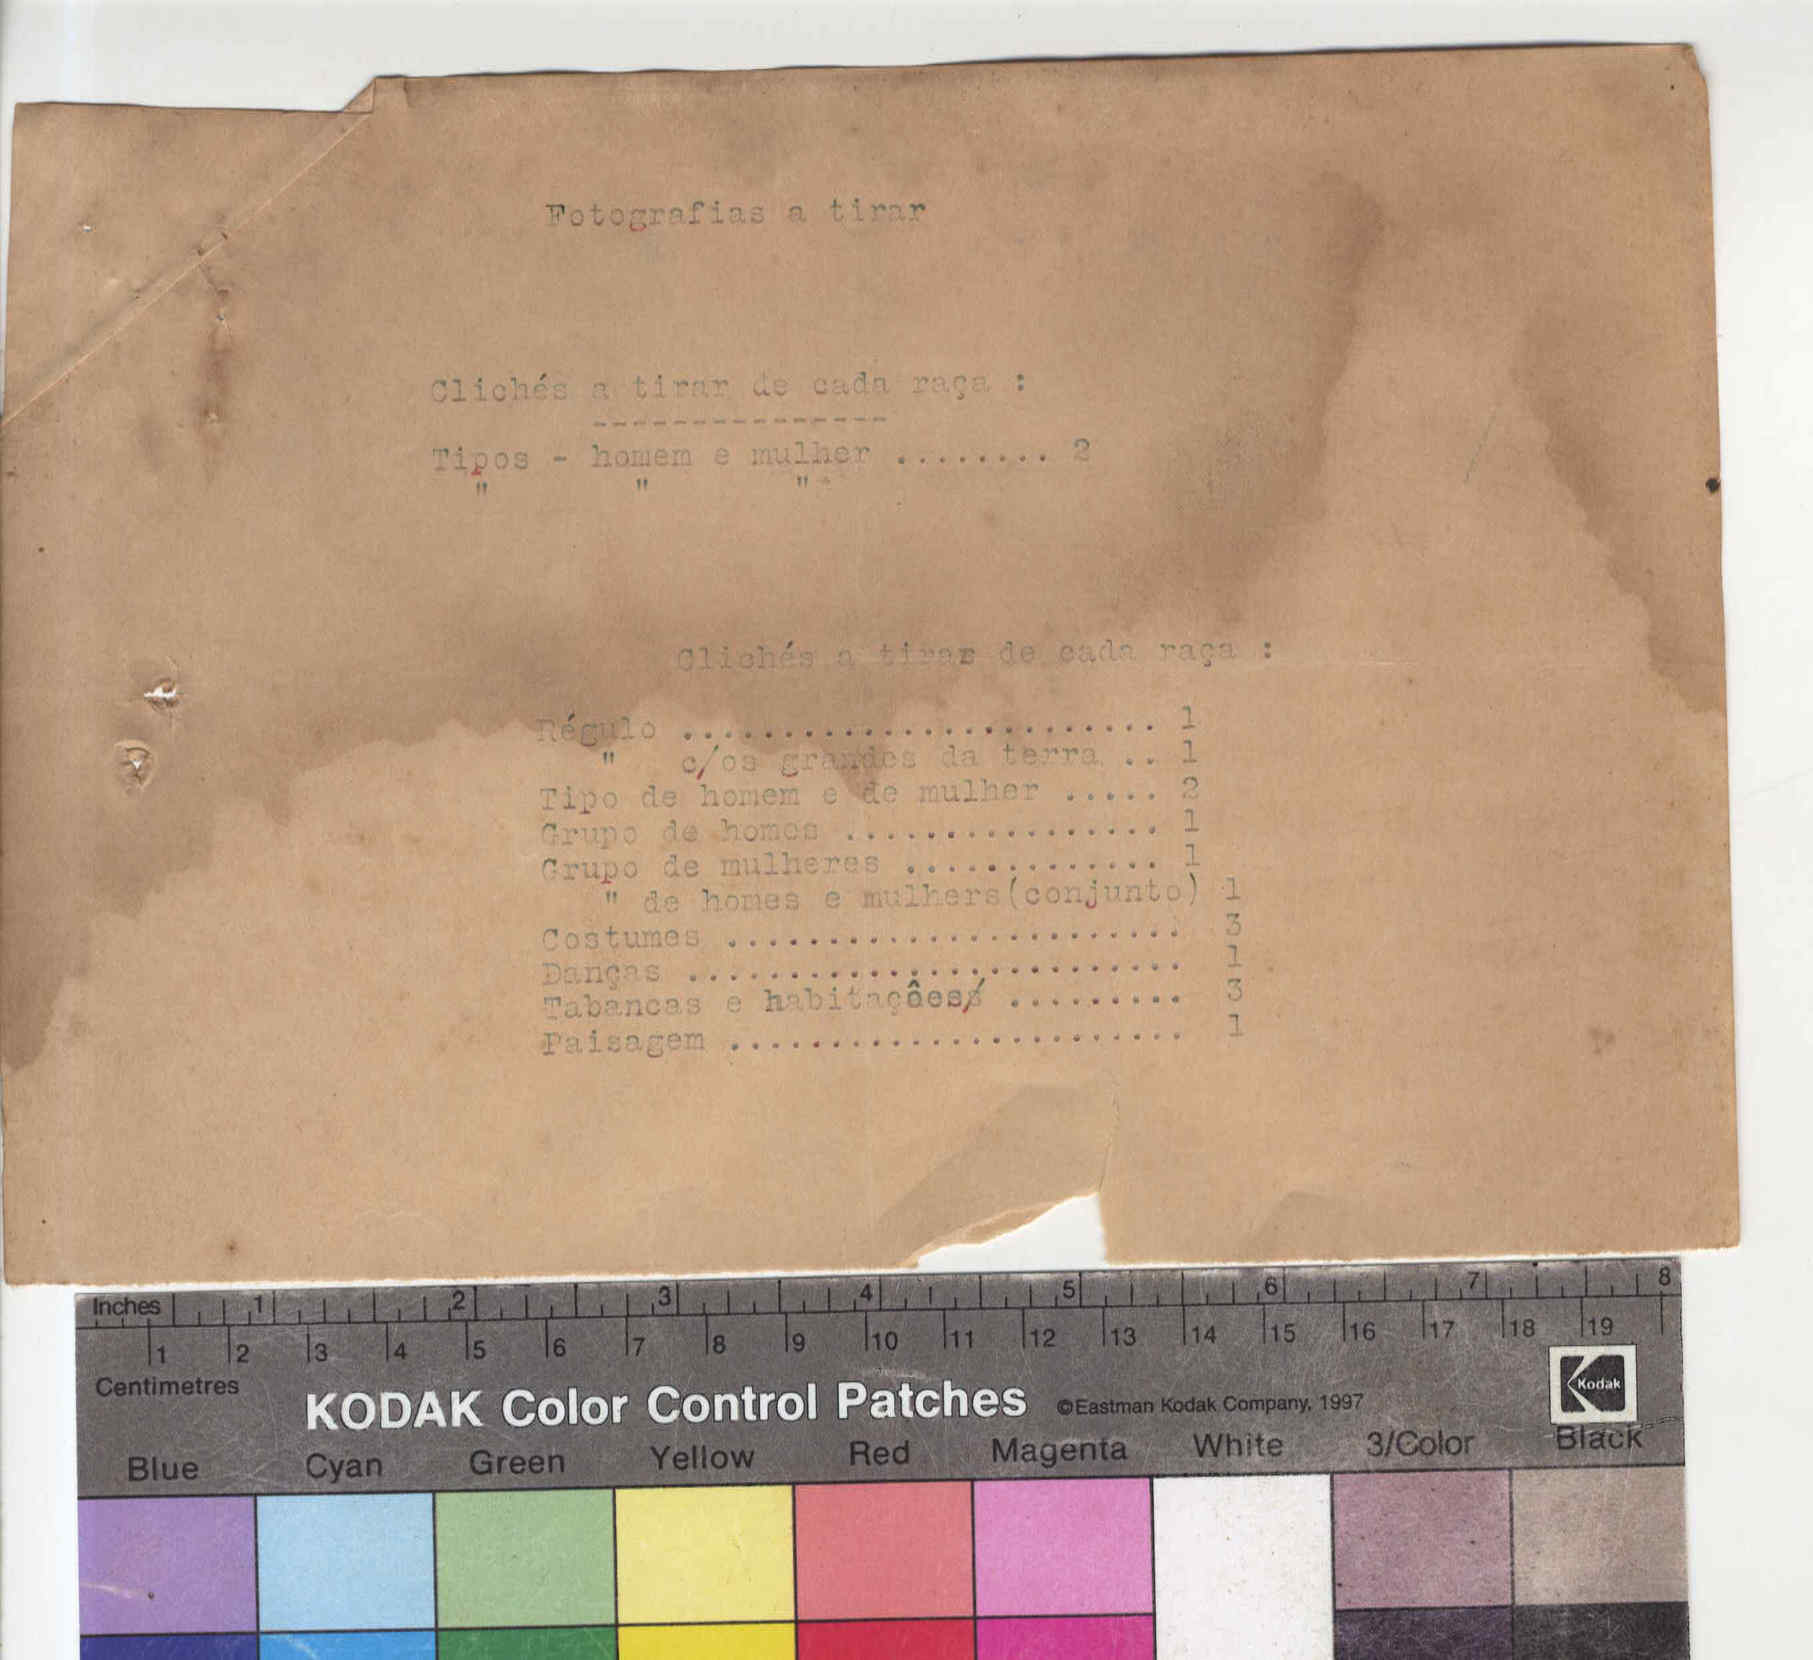 Fotografias a tirar
Clichés a tirar de cada raça :
---------------
Tipos - homem e mulher ........ 2
" " "
Clichés a tirar de cada raça :
Régulo ........................ 1
" c/os grandes da terra .. 1
Tipo de homem e de mulher ..... 2
Grupo de homes ................ 1
Grupo de mulheres ............. 1
" de homes e mulhers(conjunto) 1
Costumes ....................... 3
Danças ......................... 1
Tabancas e habitaçôess ......... 3
Paisagem ....................... 1
Inches 1 2 3 4 5 6 7 8
1 2 3 4 5 6 7 8 9 10 11 12 13 14 15 16 17 18 19
Centimetres
KODAK Color Control Patches ©Eastman Kodak Company, 1997 Kodak
Blue Cyan Green Yellow Red Magenta White 3/Color Black